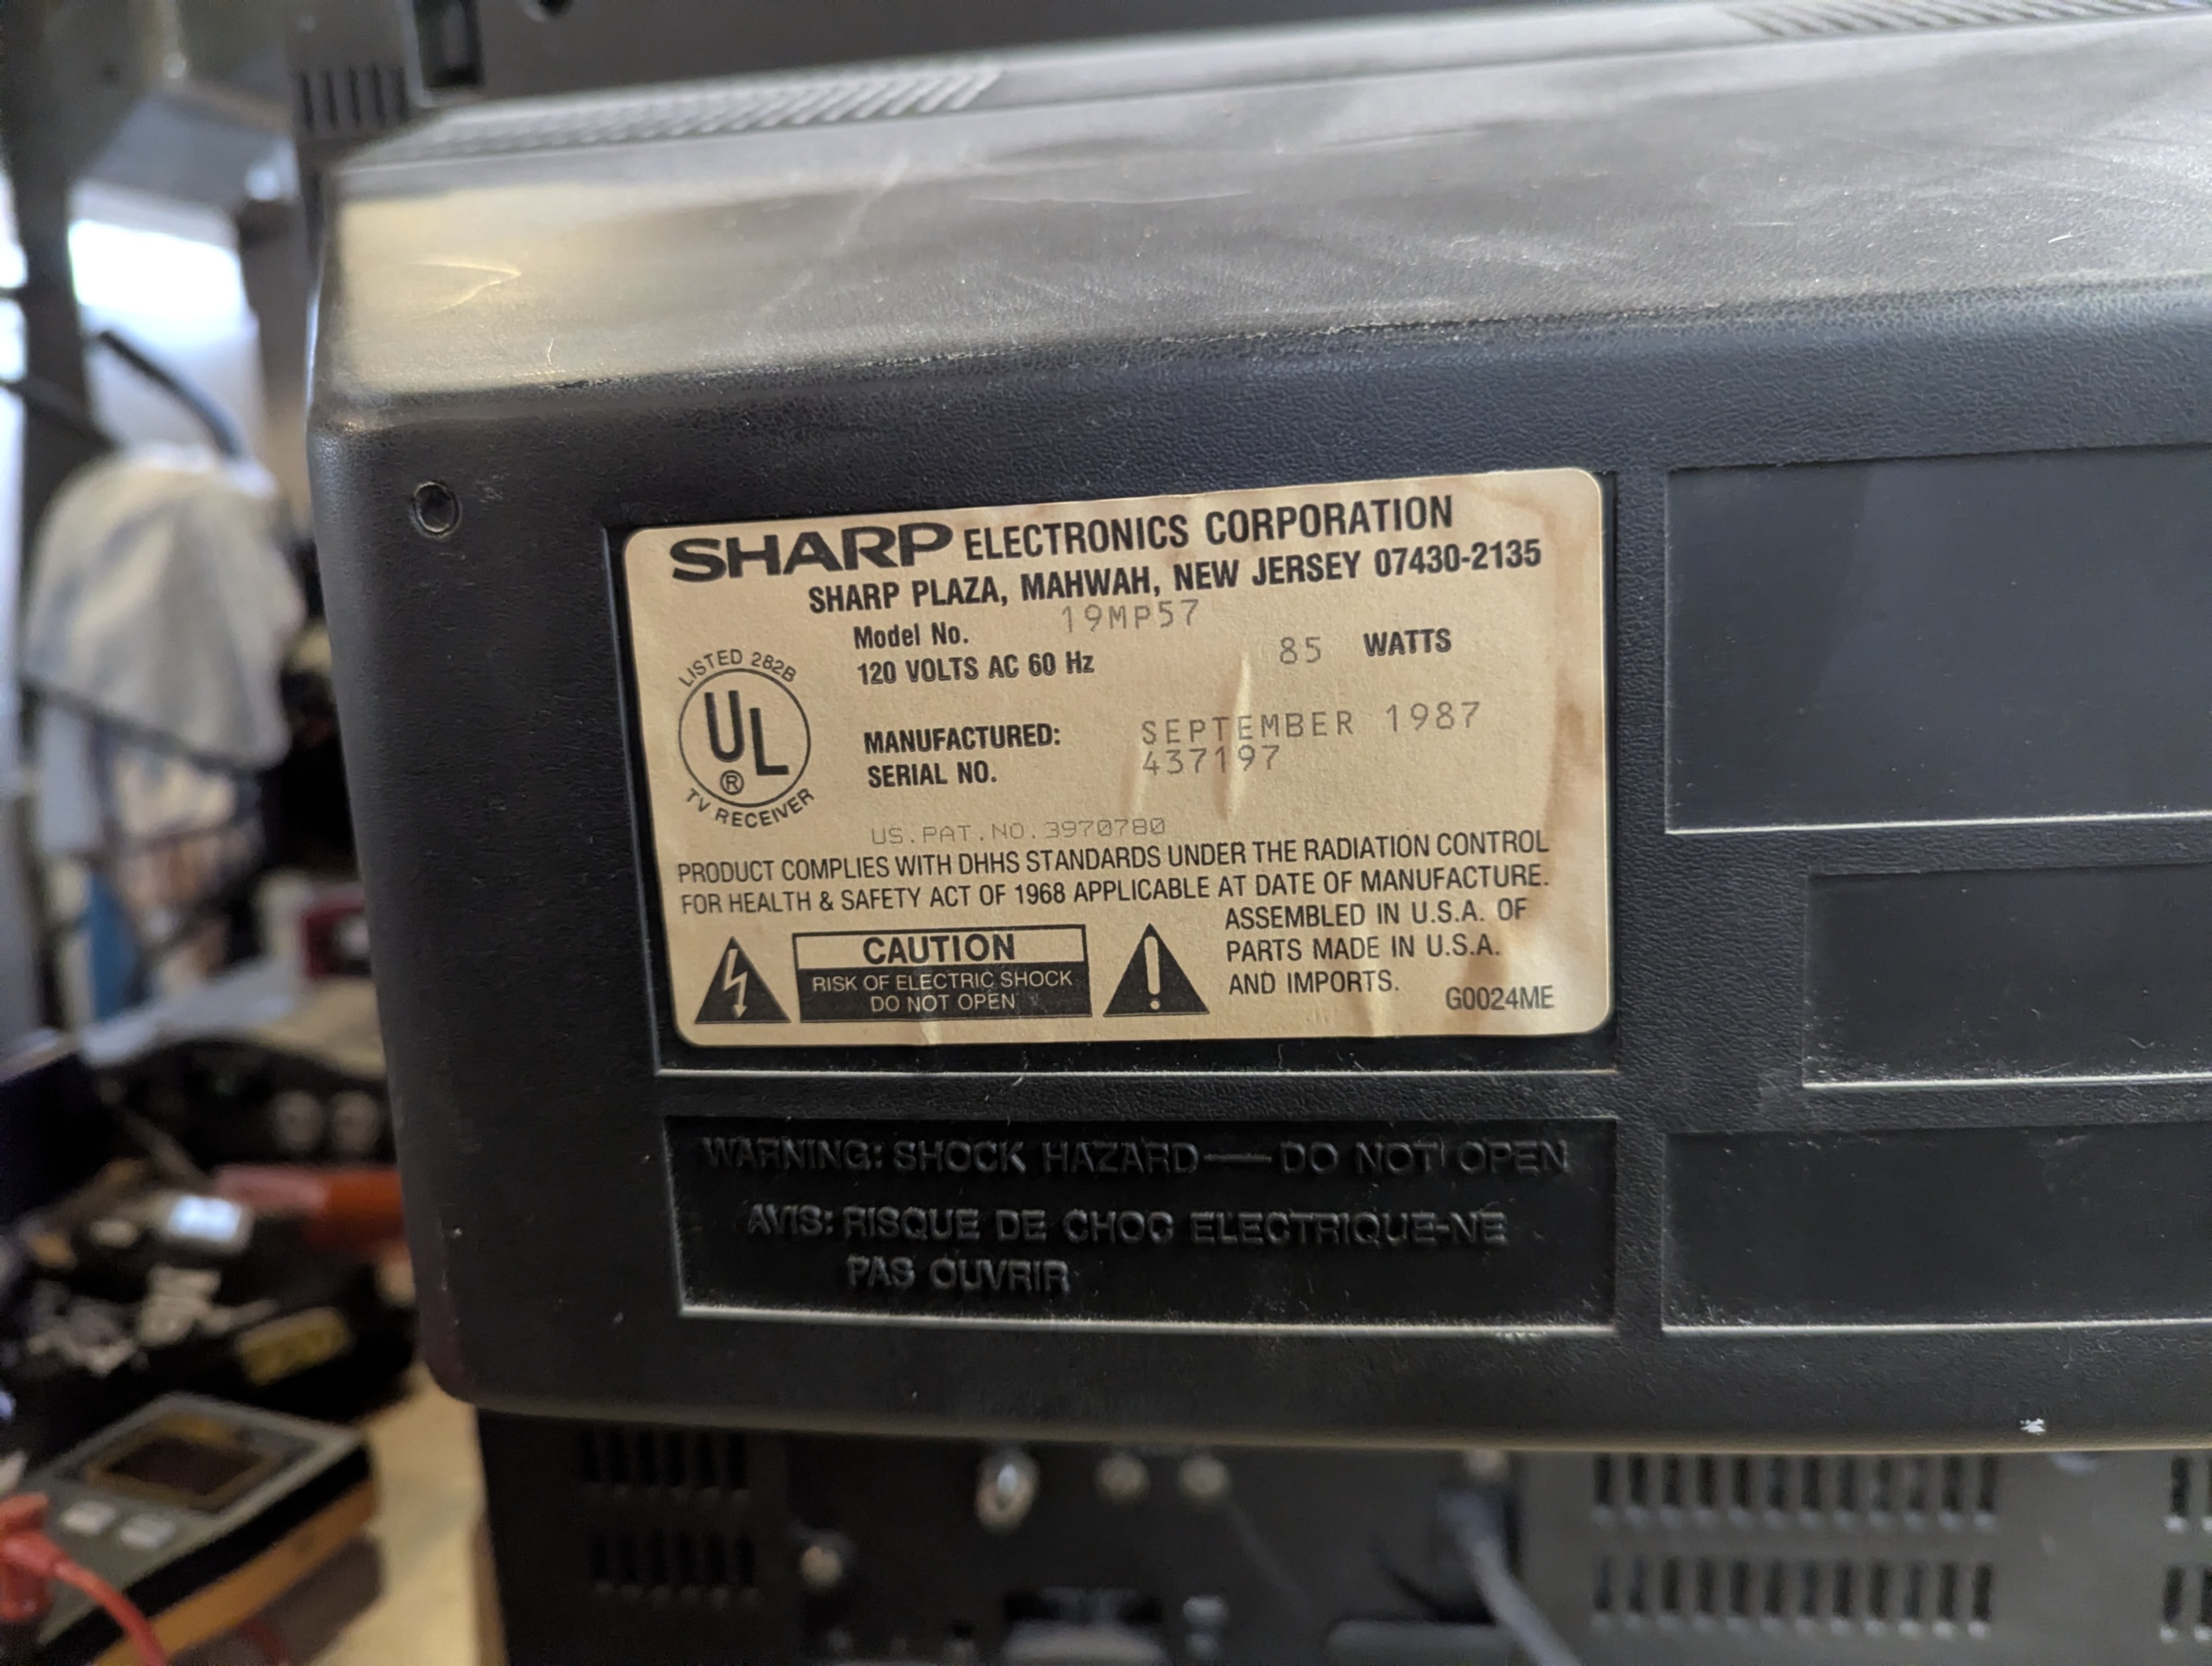 SHARP ELECTRONICS CORPORATION
SHARP PLAZA, MAHWAH, NEW JERSEY 07430-2135
Model No. 19MP57
120 VOLTS AC 60 Hz 85 WATTS
LISTED 282B
UL
®
TV RECEIVER
MANUFACTURED: SEPTEMBER 1987
SERIAL NO. 437197
US.PAT.NO.3970780
PRODUCT COMPLIES WITH DHHS STANDARDS UNDER THE RADIATION CONTROL
FOR HEALTH & SAFETY ACT OF 1968 APPLICABLE AT DATE OF MANUFACTURE.
CAUTION
RISK OF ELECTRIC SHOCK
DO NOT OPEN
ASSEMBLED IN U.S.A. OF
PARTS MADE IN U.S.A.
AND IMPORTS.
G0024ME
WARNING: SHOCK HAZARD—DO NOT OPEN
AVIS: RISQUE DE CHOC ELECTRIQUE-NE
PAS OUVRIR